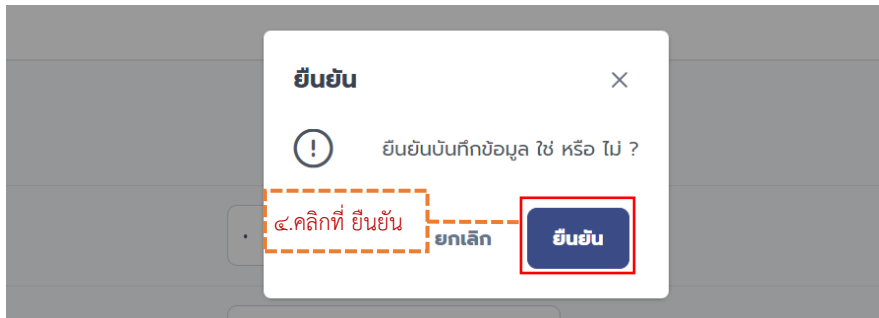 ยืนยัน
ยืนยันบันทึกข้อมูล ใช่ หรือ ไม่ ?
๔.คลิกที่ ยืนยัน
ยกเลิก
ยืนยัน